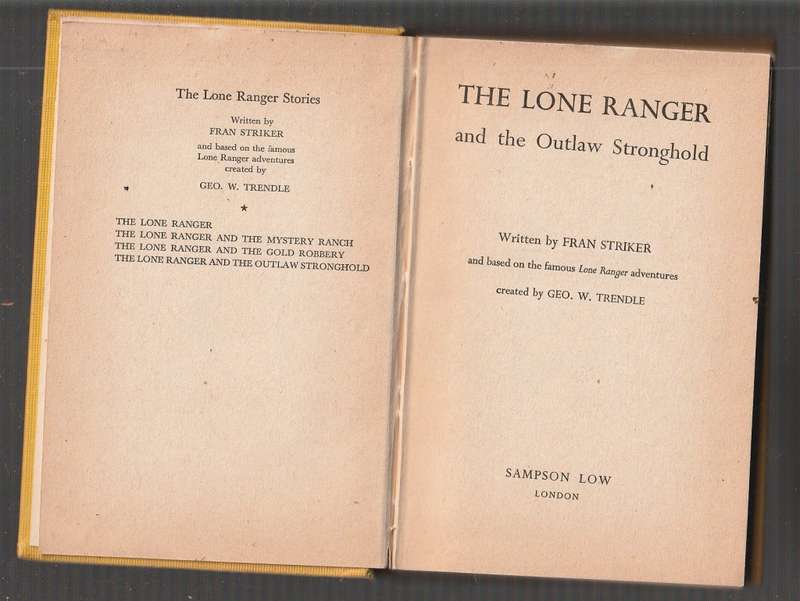 The Lone Ranger Stories
Written by
FRAN STRIKER
and based on the famous
Lone Ranger adventures
created by
GEO. W. TRENDLE
★
THE LONE RANGER
THE LONE RANGER AND THE MYSTERY RANCH
THE LONE RANGER AND THE GOLD ROBBERY
THE LONE RANGER AND THE OUTLAW STRONGHOLD
THE LONE RANGER
and the Outlaw Stronghold
Written by FRAN STRIKER
and based on the famous Lone Ranger adventures
created by GEO. W. TRENDLE
SAMPSON LOW
LONDON